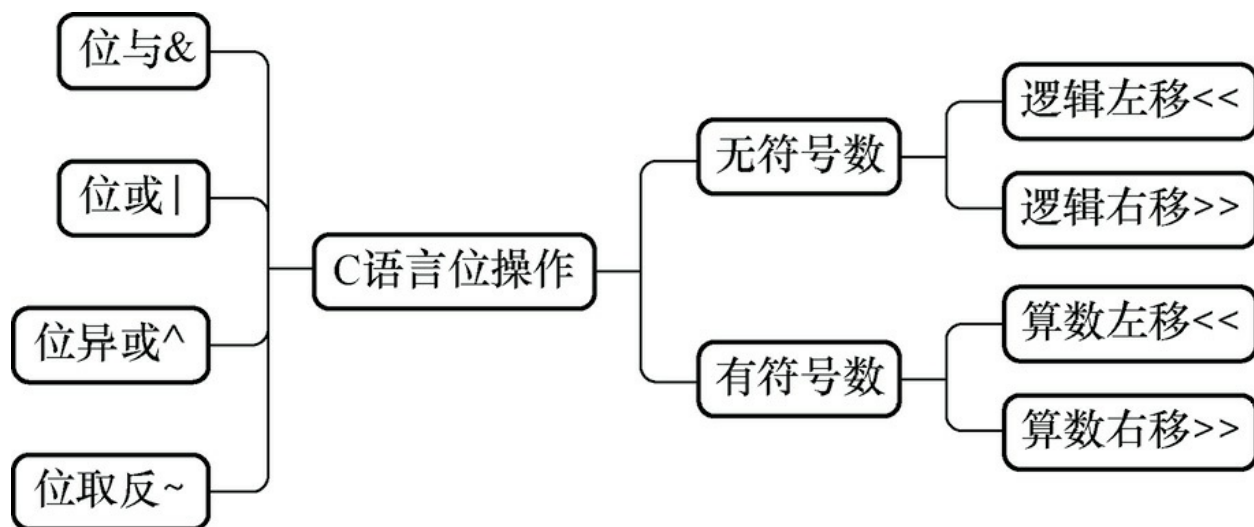 位与&
位或|
位异或^
位取反~
C语言位操作
无符号数
逻辑左移<<
逻辑右移>>
有符号数
算数左移<<
算数右移>>